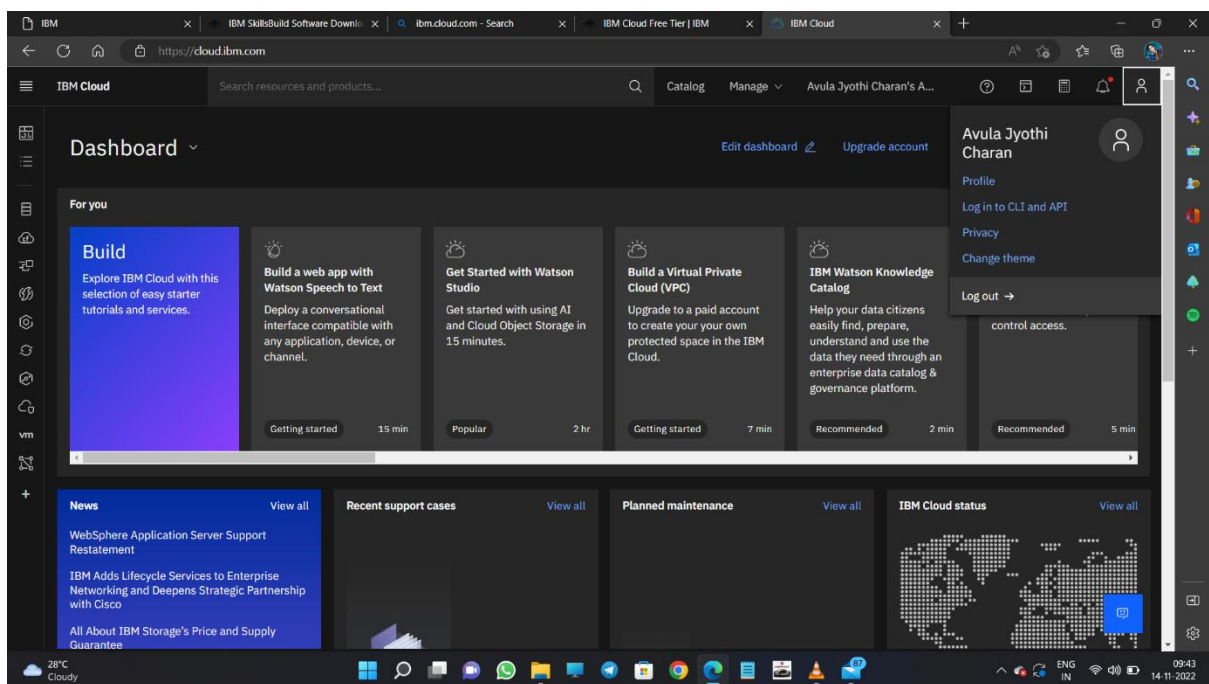 IBM
IBM SkillsBuild Software Downlo
ibm.cloud.com - Search
IBM Cloud Free Tier | IBM
IBM Cloud
https://cloud.ibm.com
IBM Cloud
Search resources and products...
Catalog
Manage
Avula Jyothi Charan's A...
Dashboard
Edit dashboard
Upgrade account
Avula Jyothi
Charan
Profile
Log in to CLI and API
Privacy
Change theme
Log out →
For you
Build
Explore IBM Cloud with this
selection of easy starter
tutorials and services.
Build a web app with
Watson Speech to Text
Deploy a conversational
interface compatible with
any application, device, or
channel.
Getting started 15 min
Get Started with Watson
Studio
Get started with using AI
and Cloud Object Storage in
15 minutes.
Popular 2 hr
Build a Virtual Private
Cloud (VPC)
Upgrade to a paid account
to create your your own
protected space in the IBM
Cloud.
Getting started 7 min
IBM Watson Knowledge
Catalog
Help your data citizens
easily find, prepare,
understand and use the
data they need through an
enterprise data catalog &
governance platform.
Recommended 2 min
control access.
Recommended 5 min
vm
News View all
WebSphere Application Server Support
Restatement
IBM Adds Lifecycle Services to Enterprise
Networking and Deepens Strategic Partnership
with Cisco
All About IBM Storage's Price and Supply
Guarantee
Recent support cases View all
Planned maintenance View all
IBM Cloud status View all
28°C
Cloudy
87
ENG
IN
09:43
14-11-2022